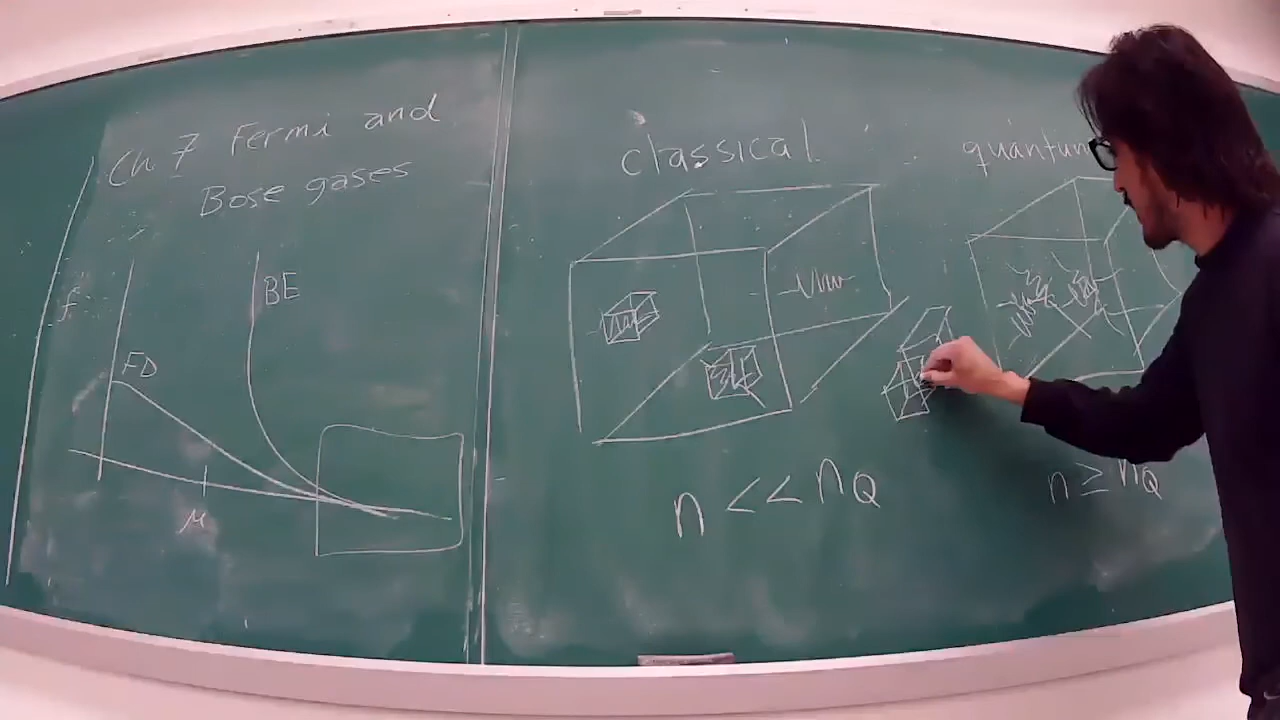 Ch 7 Fermi and
Bose gases
f
FD
BE
μ
classical
n << nQ
quantum
n ≥ nQ